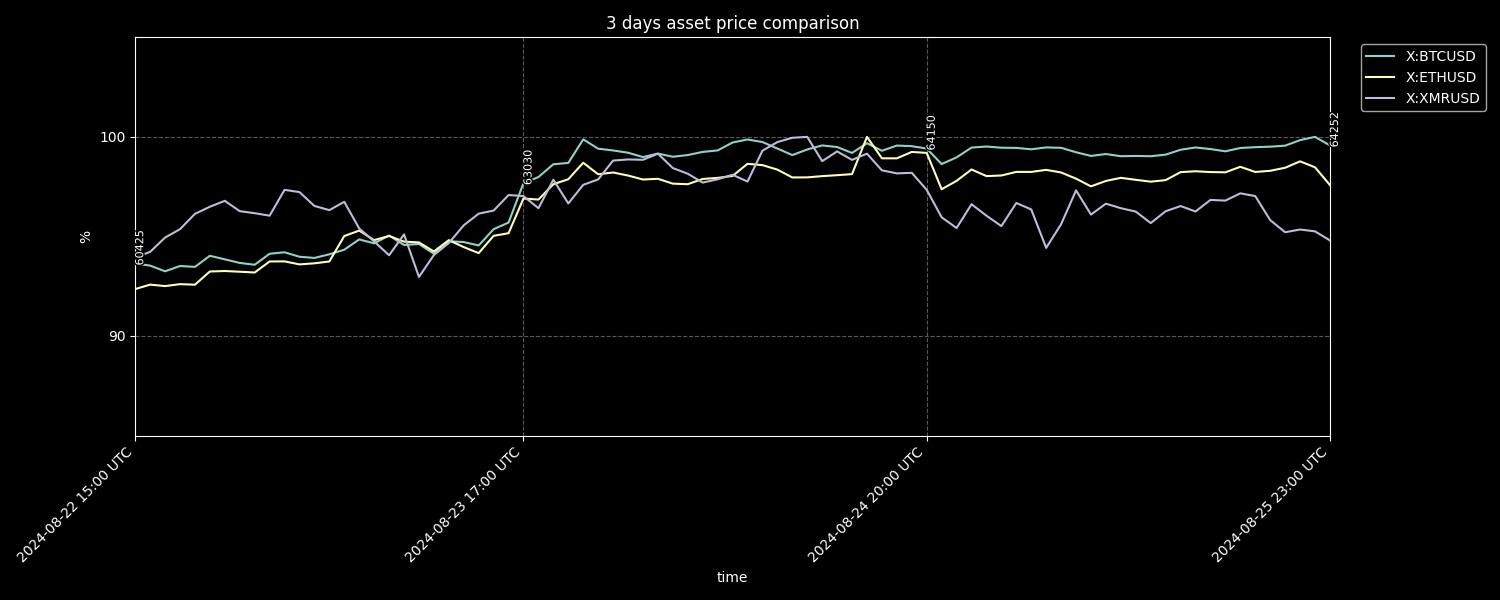 3 days asset price comparison
X:BTCUSD
X:ETHUSD
X:XMRUSD
100
90
%
60425
63030
64150
64252
2024-08-22 15:00 UTC
2024-08-23 17:00 UTC
2024-08-24 20:00 UTC
2024-08-25 23:00 UTC
time